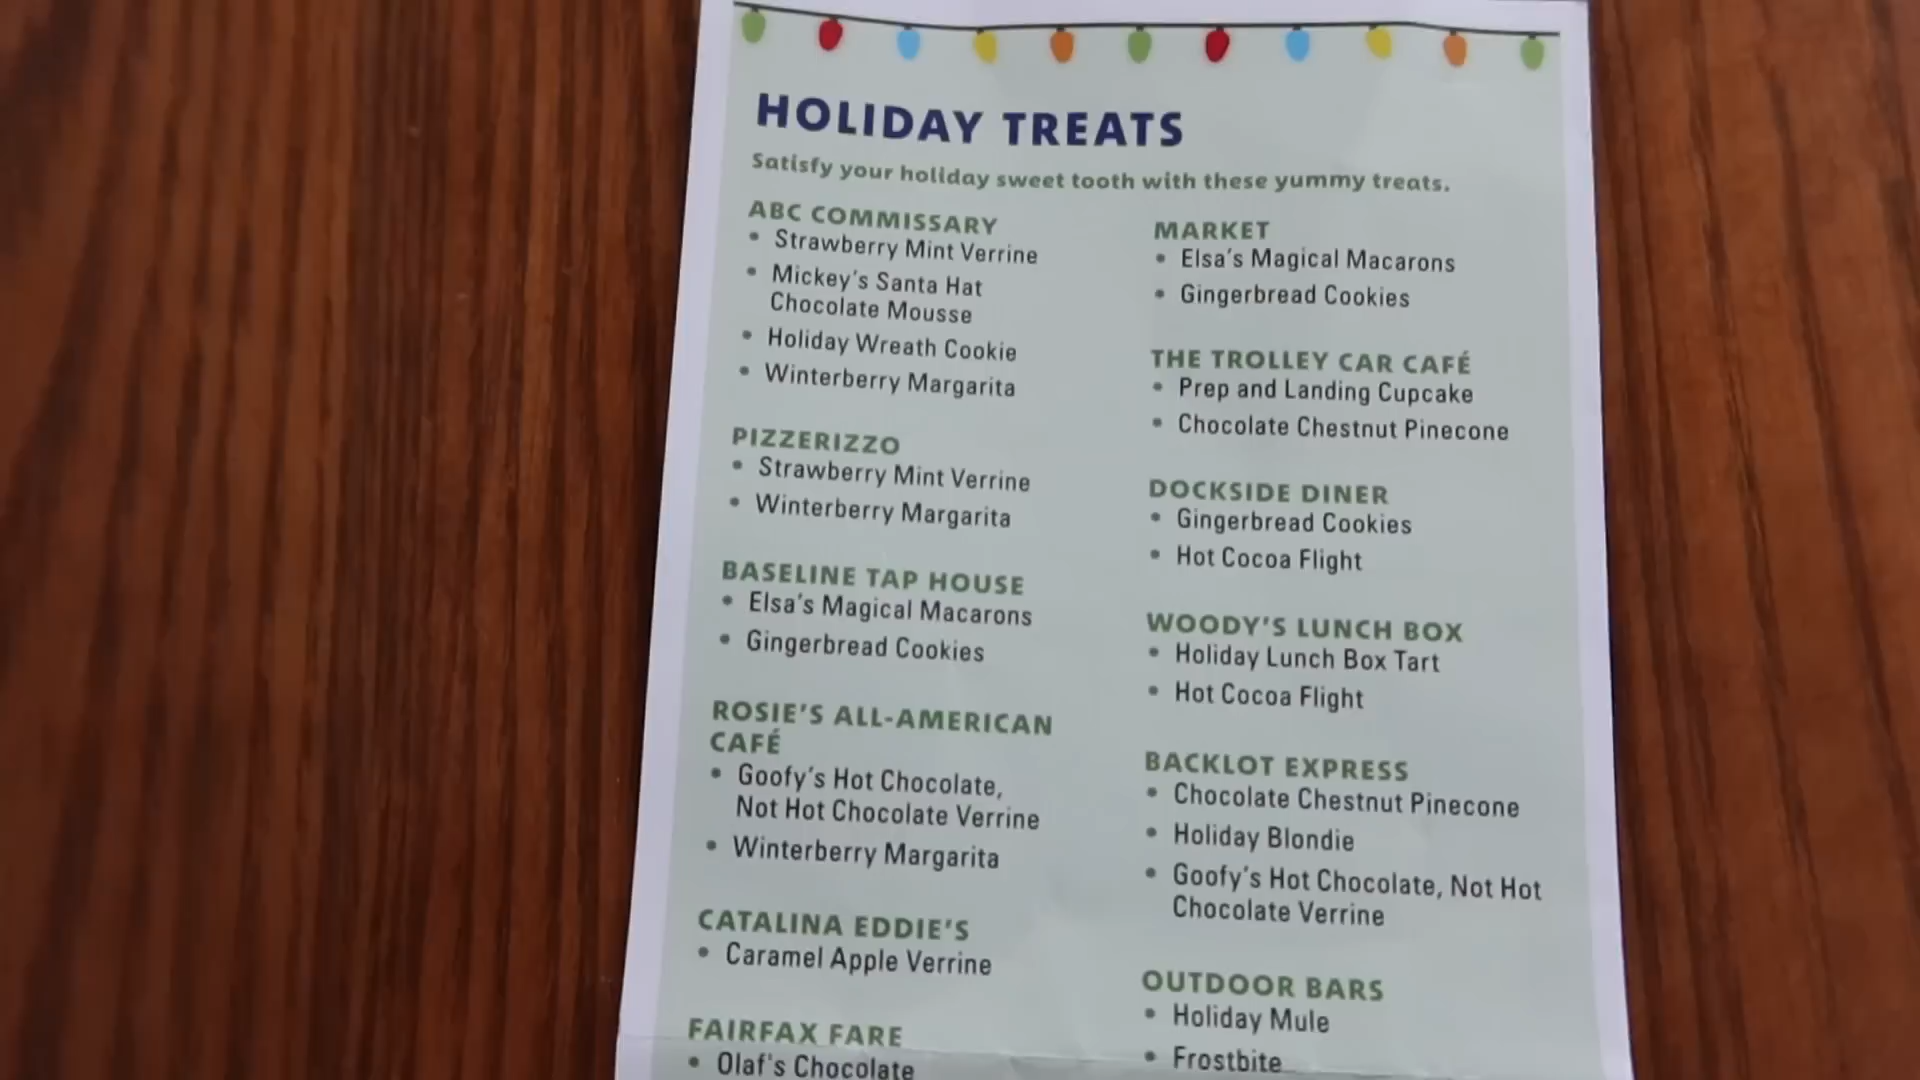 HOLIDAY TREATS
Satisfy your holiday sweet tooth with these yummy treats.
ABC COMMISSARY
• Strawberry Mint Verrine
• Mickey's Santa Hat
Chocolate Mousse
• Holiday Wreath Cookie
• Winterberry Margarita
PIZZERIZZO
• Strawberry Mint Verrine
• Winterberry Margarita
BASELINE TAP HOUSE
• Elsa's Magical Macarons
• Gingerbread Cookies
ROSIE'S ALL-AMERICAN
CAFÉ
• Goofy's Hot Chocolate,
Not Hot Chocolate Verrine
• Winterberry Margarita
CATALINA EDDIE'S
• Caramel Apple Verrine
FAIRFAX FARE
• Olaf's Chocolate
MARKET
• Elsa's Magical Macarons
• Gingerbread Cookies
THE TROLLEY CAR CAFÉ
• Prep and Landing Cupcake
• Chocolate Chestnut Pinecone
DOCKSIDE DINER
• Gingerbread Cookies
• Hot Cocoa Flight
WOODY'S LUNCH BOX
• Holiday Lunch Box Tart
• Hot Cocoa Flight
BACKLOT EXPRESS
• Chocolate Chestnut Pinecone
• Holiday Blondie
• Goofy's Hot Chocolate, Not Hot
Chocolate Verrine
OUTDOOR BARS
• Holiday Mule
• Frostbite